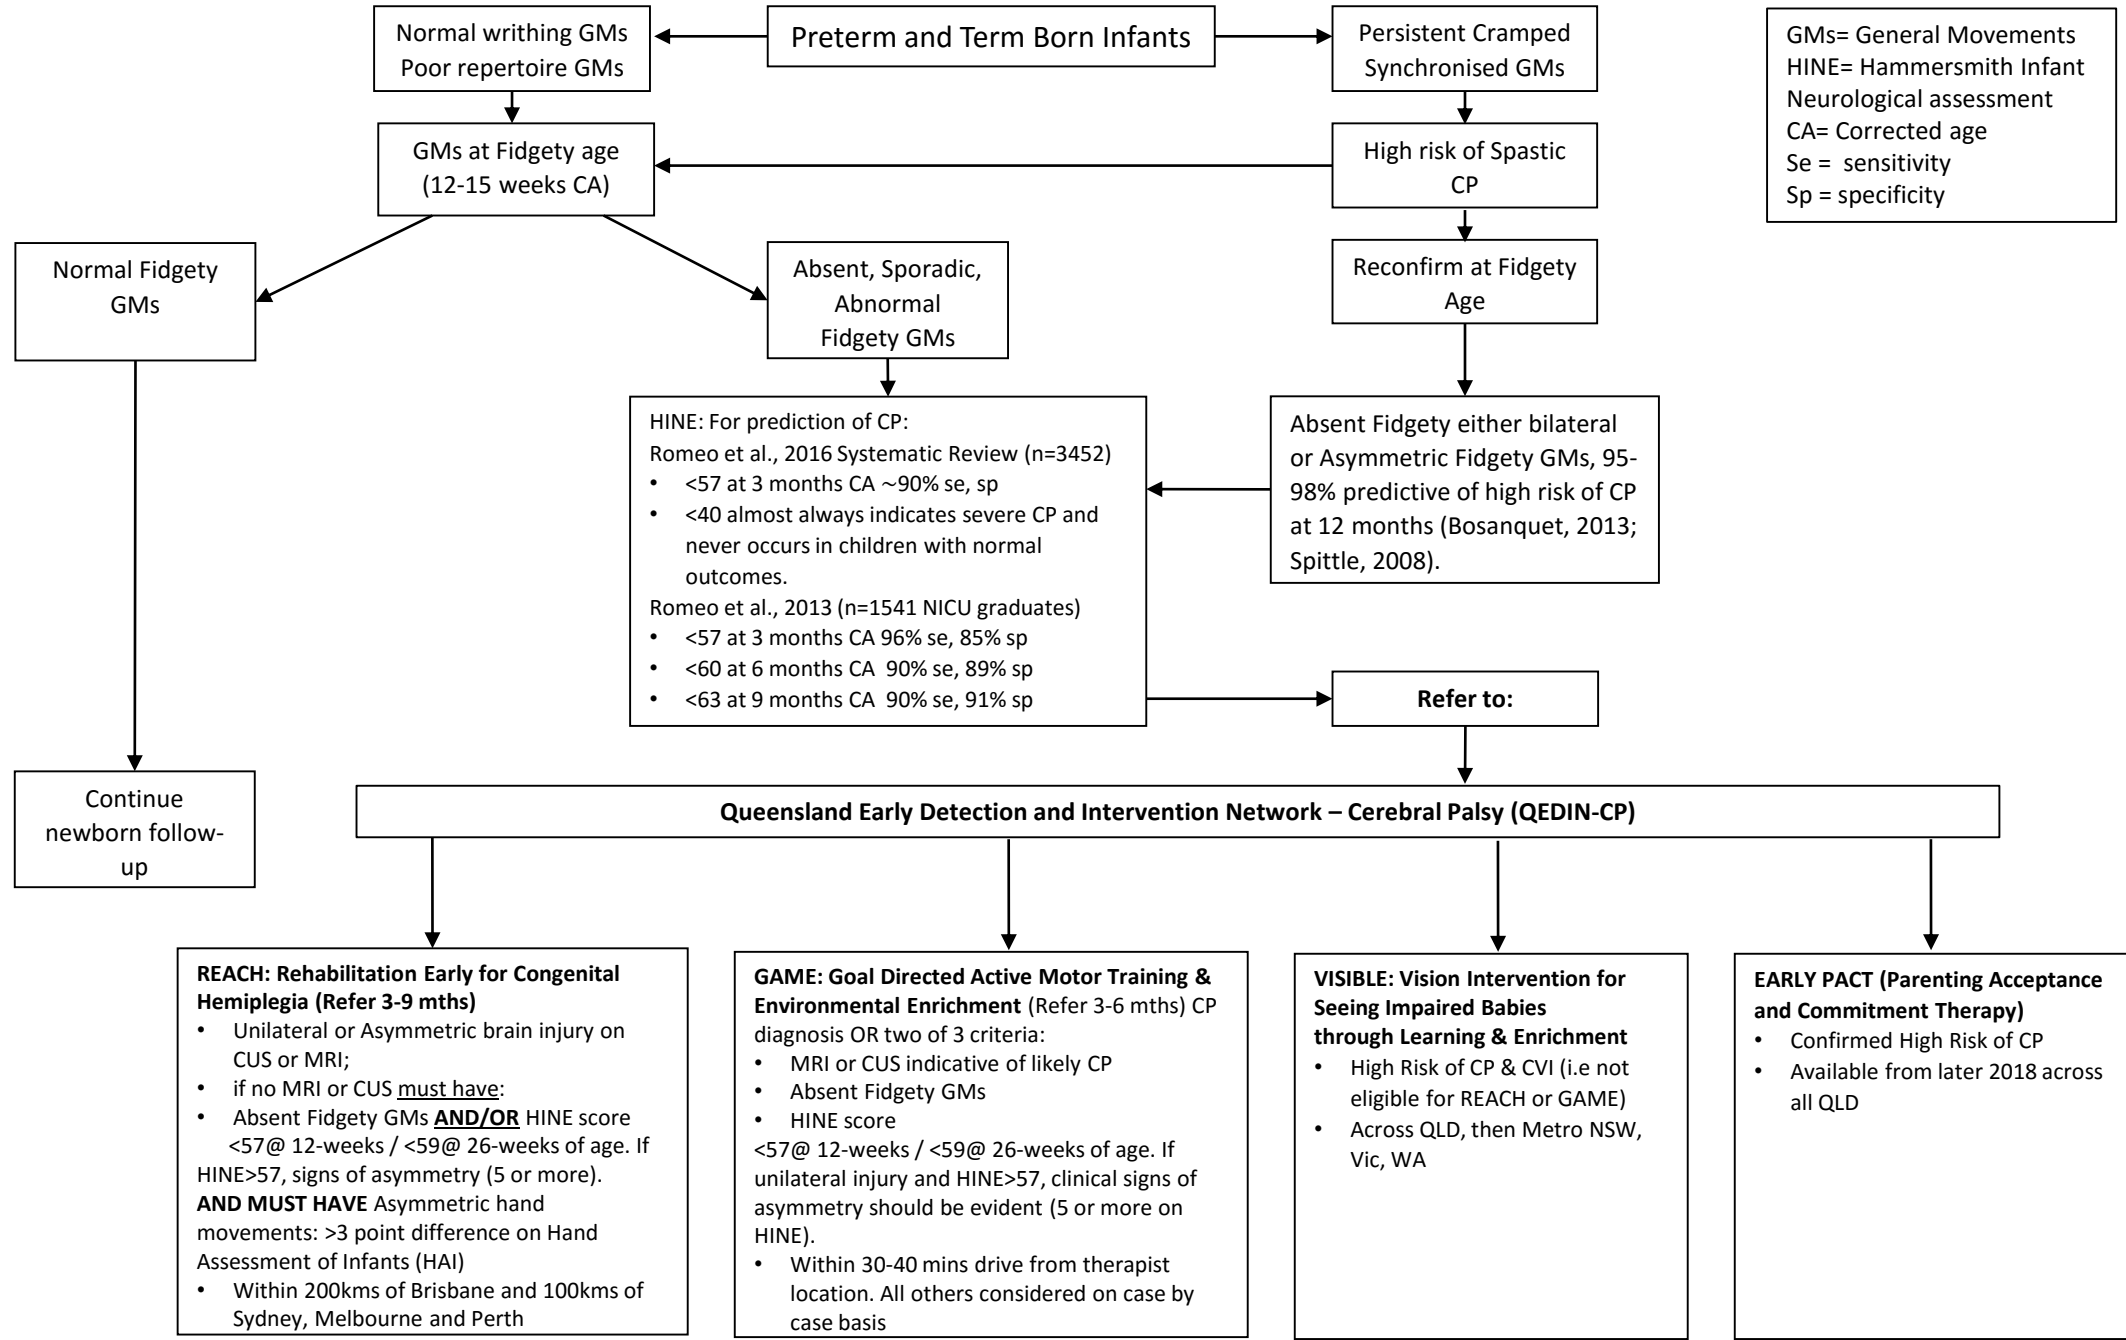 Preterm and Term Born Infants
Normal writhing GMs
Poor repertoire GMs
Persistent Cramped
Synchronised GMs
GMs= General Movements
HINE= Hammersmith Infant
Neurological assessment
CA= Corrected age
Se = sensitivity
Sp = specificity
GMs at Fidgety age
(12-15 weeks CA)
High risk of Spastic
CP
Normal Fidgety
GMs
Absent, Sporadic,
Abnormal
Fidgety GMs
Reconfirm at Fidgety
Age
HINE: For prediction of CP:
Romeo et al., 2016 Systematic Review (n=3452)
• <57 at 3 months CA ~90% se, sp
• <40 almost always indicates severe CP and
never occurs in children with normal
outcomes.
Romeo et al., 2013 (n=1541 NICU graduates)
• <57 at 3 months CA 96% se, 85% sp
• <60 at 6 months CA 90% se, 89% sp
• <63 at 9 months CA 90% se, 91% sp
Absent Fidgety either bilateral
or Asymmetric Fidgety GMs, 95-
98% predictive of high risk of CP
at 12 months (Bosanquet, 2013;
Spittle, 2008).
Refer to:
Continue
newborn follow-
up
Queensland Early Detection and Intervention Network – Cerebral Palsy (QEDIN-CP)
REACH: Rehabilitation Early for Congenital
Hemiplegia (Refer 3-9 mths)
• Unilateral or Asymmetric brain injury on
CUS or MRI;
• if no MRI or CUS must have:
• Absent Fidgety GMs AND/OR HINE score
<57@ 12-weeks / <59@ 26-weeks of age. If
HINE>57, signs of asymmetry (5 or more).
AND MUST HAVE Asymmetric hand
movements: >3 point difference on Hand
Assessment of Infants (HAI)
• Within 200kms of Brisbane and 100kms of
Sydney, Melbourne and Perth
GAME: Goal Directed Active Motor Training &
Environmental Enrichment (Refer 3-6 mths) CP
diagnosis OR two of 3 criteria:
• MRI or CUS indicative of likely CP
• Absent Fidgety GMs
• HINE score
<57@ 12-weeks / <59@ 26-weeks of age. If
unilateral injury and HINE>57, clinical signs of
asymmetry should be evident (5 or more on
HINE).
• Within 30-40 mins drive from therapist
location. All others considered on case by
case basis
VISIBLE: Vision Intervention for
Seeing Impaired Babies
through Learning & Enrichment
• High Risk of CP & CVI (i.e not
eligible for REACH or GAME)
• Across QLD, then Metro NSW,
Vic, WA
EARLY PACT (Parenting Acceptance
and Commitment Therapy)
• Confirmed High Risk of CP
• Available from later 2018 across
all QLD